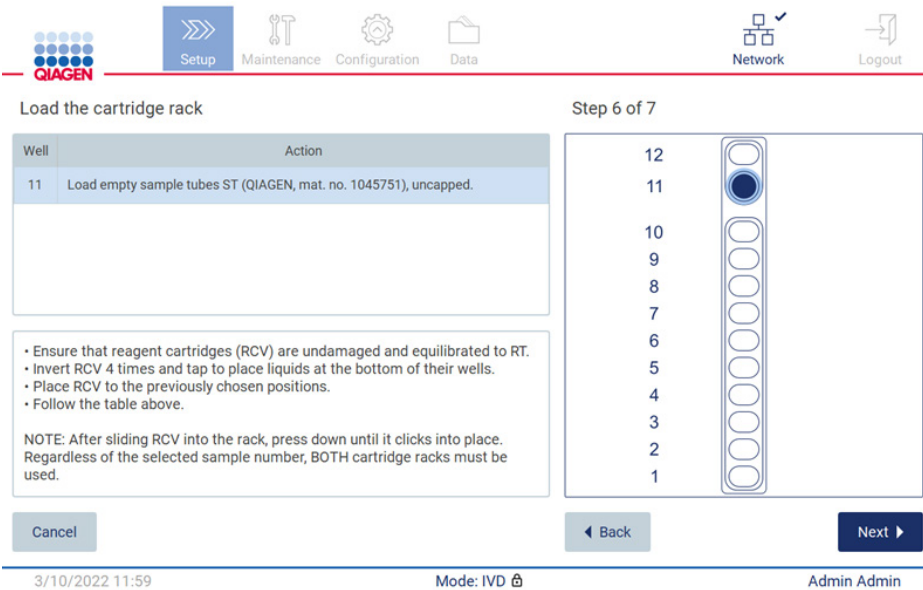 QIAGEN
Setup
Maintenance
Configuration
Data
Network
Logout
Load the cartridge rack
Step 6 of 7
Well Action
11 Load empty sample tubes ST (QIAGEN, mat. no. 1045751), uncapped.
• Ensure that reagent cartridges (RCV) are undamaged and equilibrated to RT.
• Invert RCV 4 times and tap to place liquids at the bottom of their wells.
• Place RCV to the previously chosen positions.
• Follow the table above.
NOTE: After sliding RCV into the rack, press down until it clicks into place.
Regardless of the selected sample number, BOTH cartridge racks must be
used.
12
11
10
9
8
7
6
5
4
3
2
1
Cancel
Back
Next
3/10/2022 11:59
Mode: IVD
Admin Admin